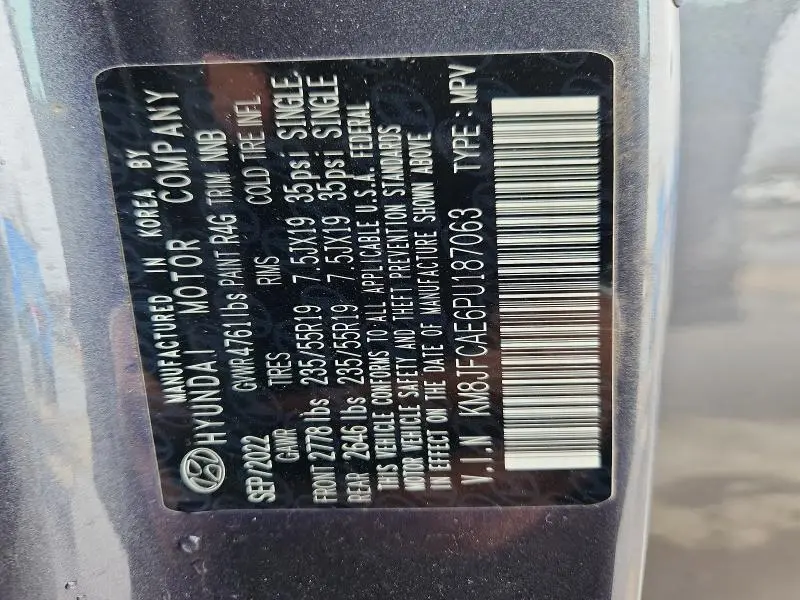 MANUFACTURED IN KOREA BY
HYUNDAI MOTOR COMPANY
GVWR4761lbs PAINT R4G TRIM NNB
SEP/2022
GAWR TIRES RIMS COLD TIRE INFL
FRONT 2778 lbs 235/55R19 7.5JX19 35psi SINGLE
REAR 2646 lbs 235/55R19 7.5JX19 35psi SINGLE
THIS VEHICLE CONFORMS TO ALL APPLICABLE U.S.A. FEDERAL
MOTOR VEHICLE SAFETY AND THEFT PREVENTION STANDARDS
IN EFFECT ON THE DATE OF MANUFACTURE SHOWN ABOVE
V.I.N KM8JFCAE6PU187063 TYPE : MPV